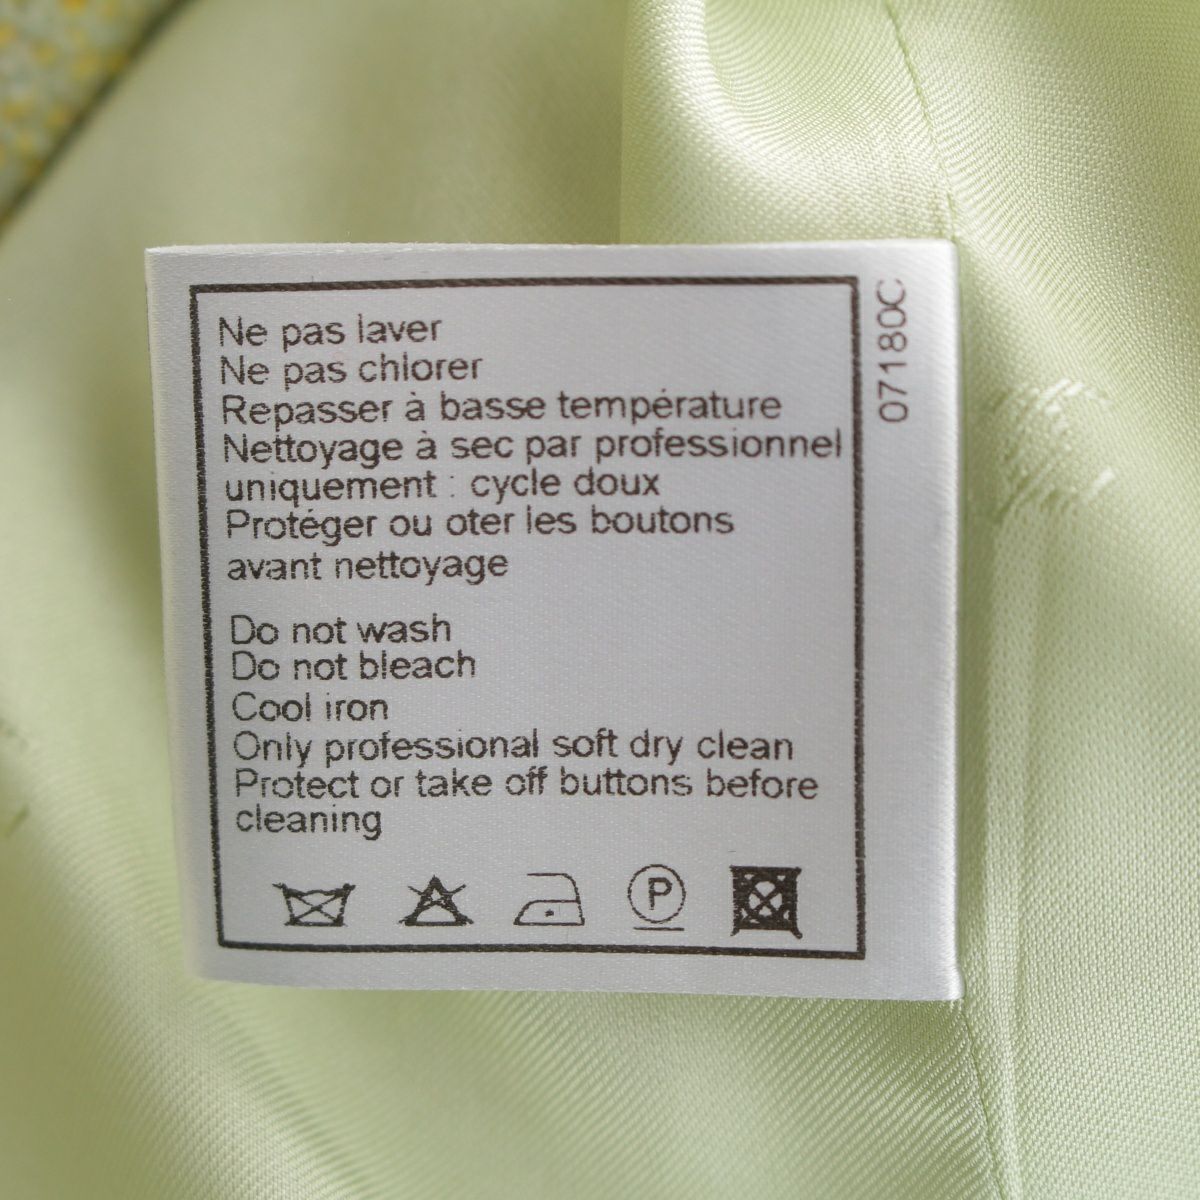 Ne pas laver
Ne pas chlorer
Repasser à basse température
Nettoyage à sec par professionnel
uniquement : cycle doux
Protéger ou oter les boutons
avant nettoyage
Do not wash
Do not bleach
Cool iron
Only professional soft dry clean
Protect or take off buttons before
cleaning
P
07180C